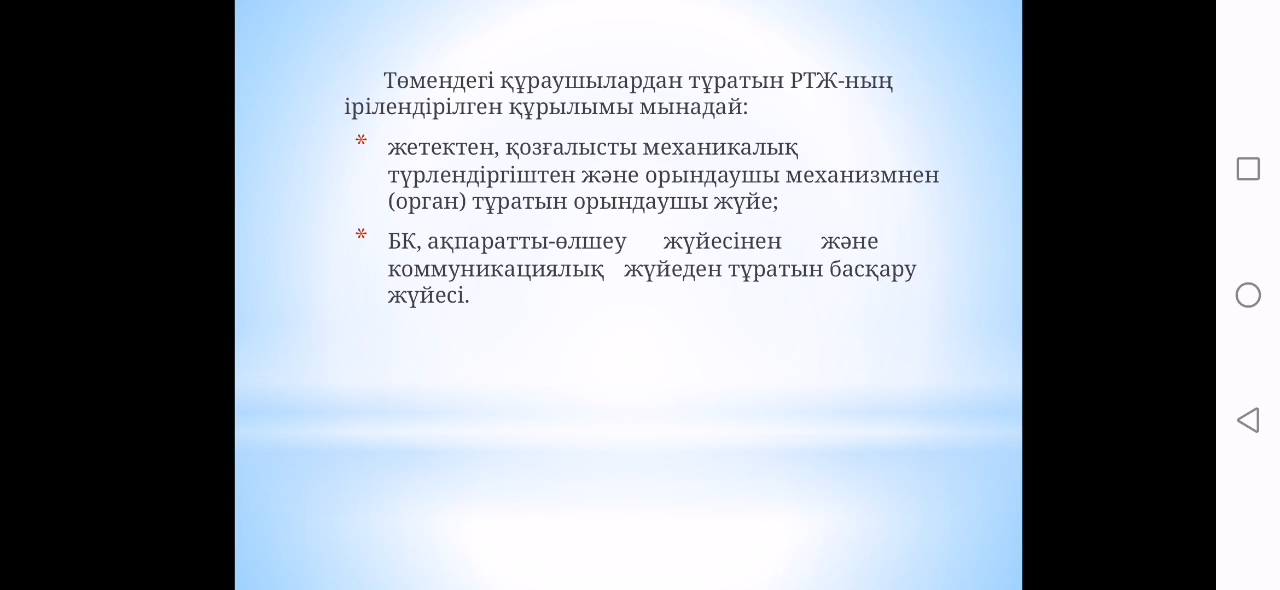 Төмендегі құраушылардан тұратын РТЖ-ның
ірілендірілген құрылымы мынадай:
* жетектен, қозғалысты механикалық
түрлендіргіштен және орындаушы механизмнен
(орган) тұратын орындаушы жүйе;
* БК, ақпаратты-өлшеу жүйесінен және
коммуникациялық жүйеден тұратын басқару
жүйесі.